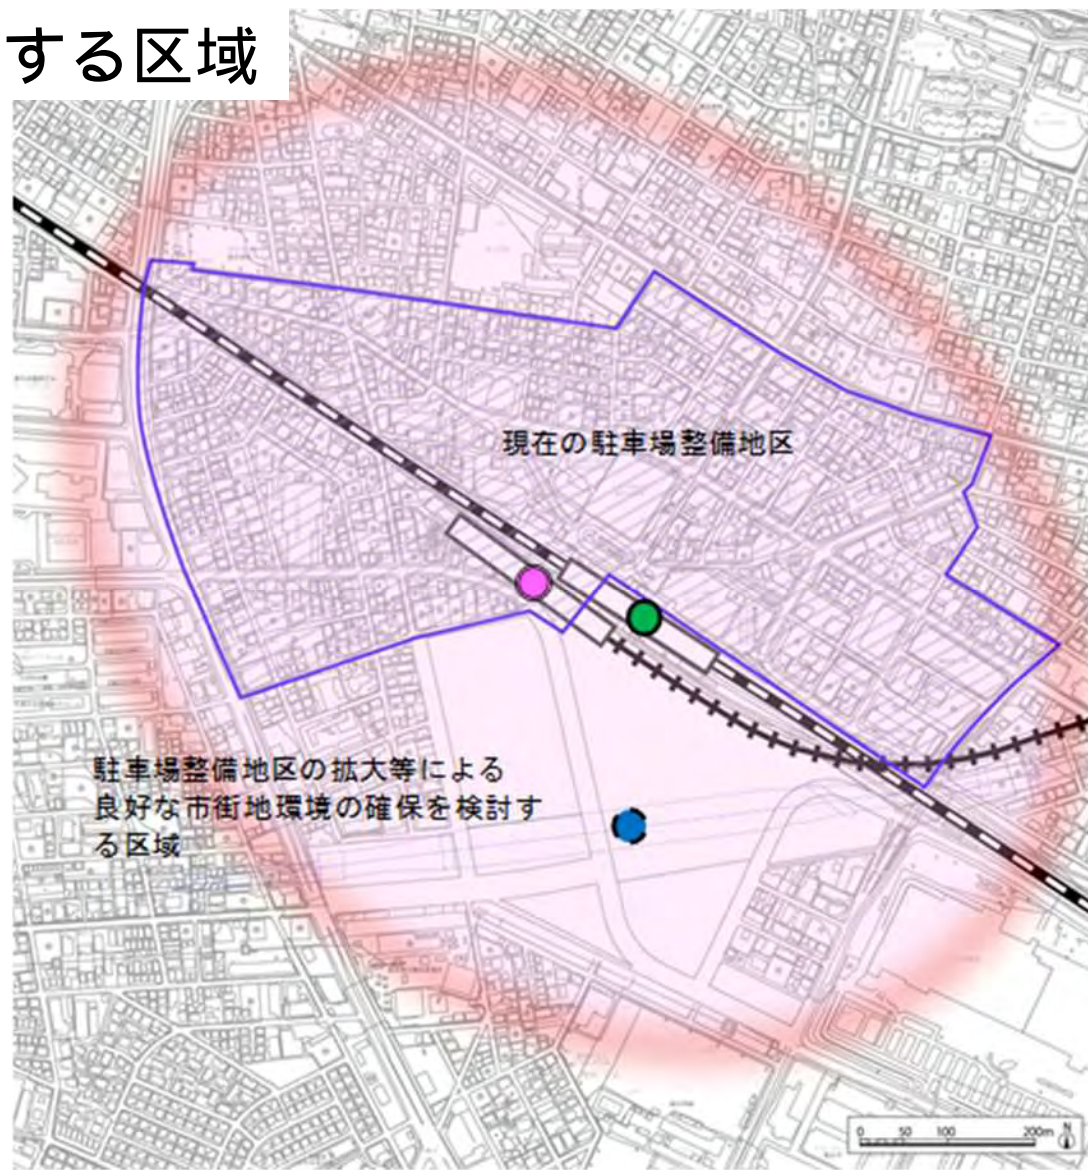 する区域
現在の駐車場整備地区
駐車場整備地区の拡大等による
良好な市街地環境の確保を検討す
る区域
0 50 100 200m N